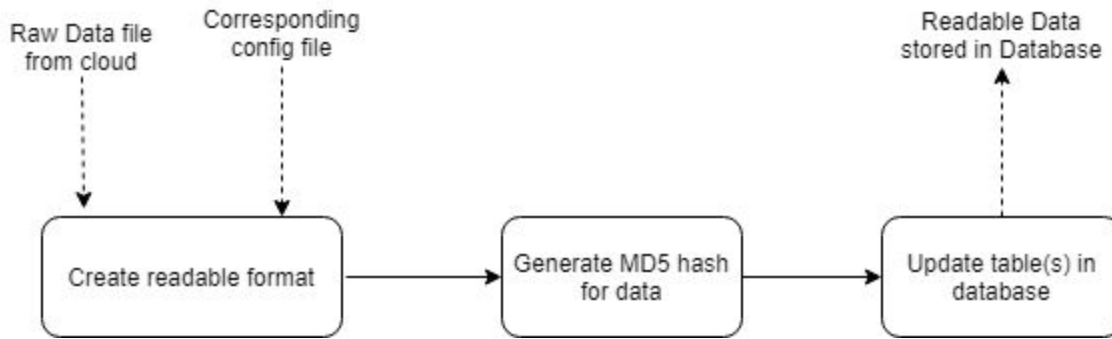 Raw Data file
from cloud
Corresponding
config file
Readable Data
stored in Database
Create readable format
Generate MD5 hash
for data
Update table(s) in
database